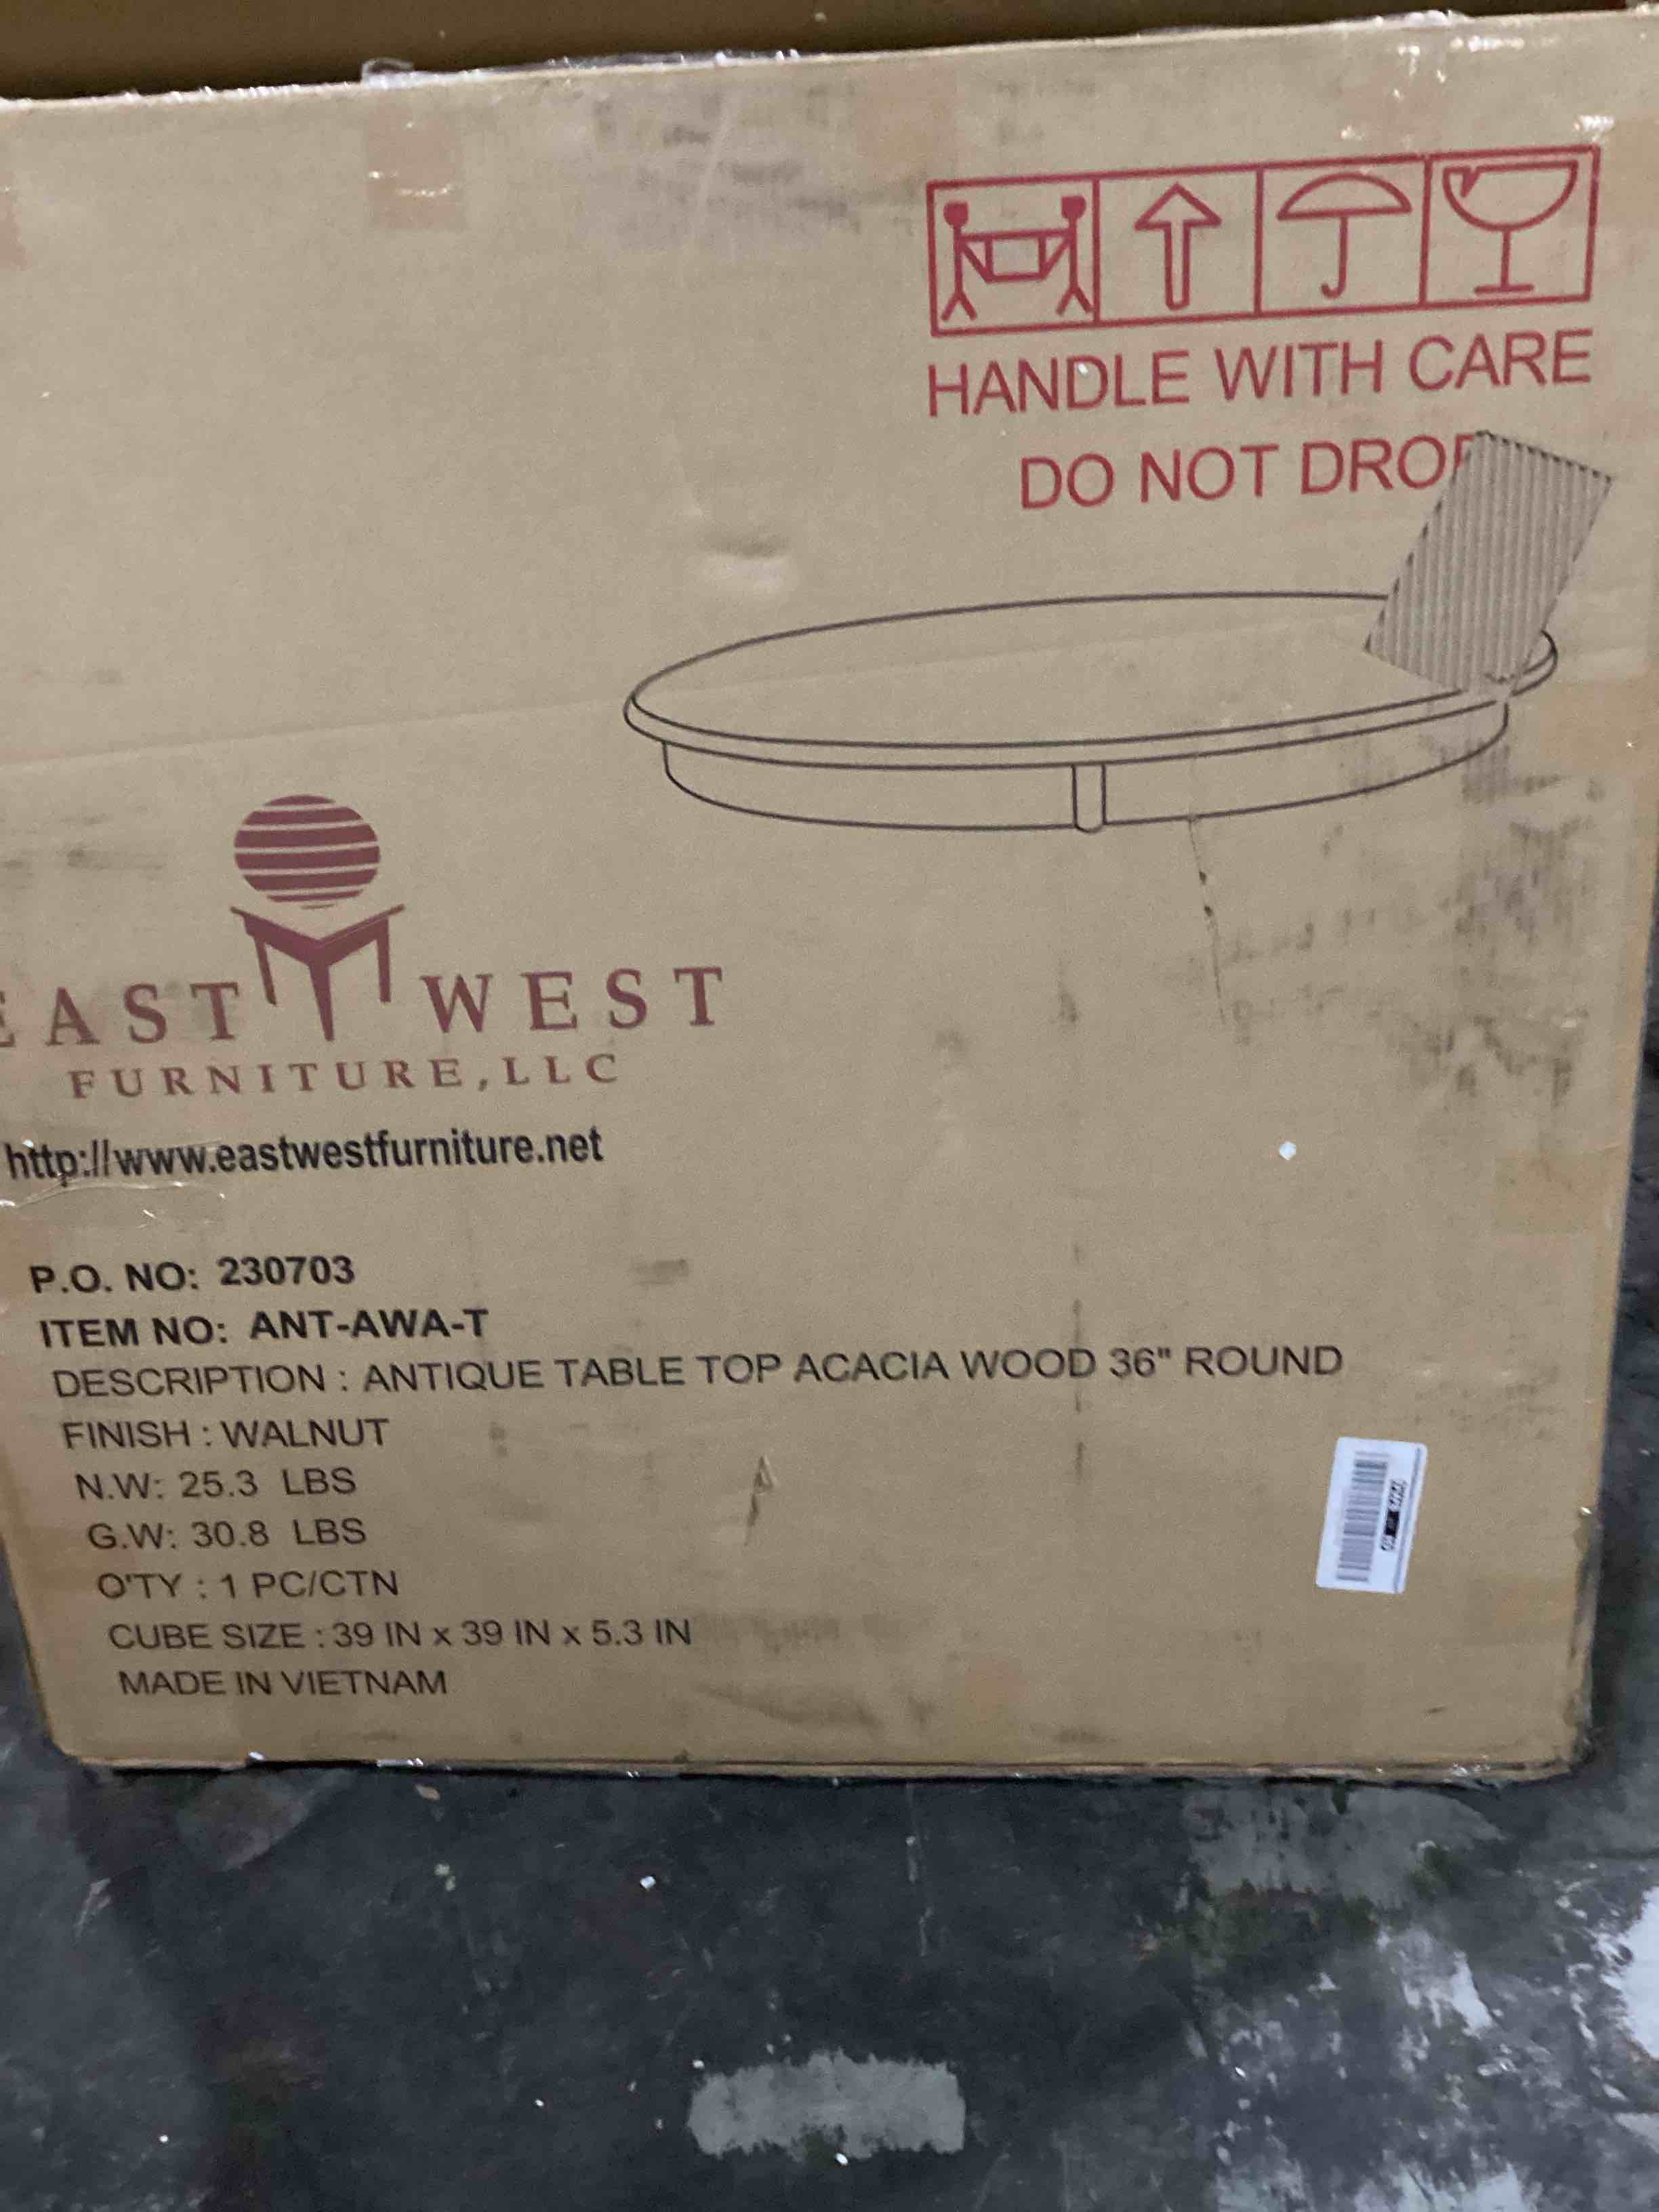 HANDLE WITH CARE
DO NOT DROP
EAST WEST
FURNITURE, LLC
http://www.eastwestfurniture.net
P.O. NO: 230703
ITEM NO: ANT-AWA-T
DESCRIPTION : ANTIQUE TABLE TOP ACACIA WOOD 36" ROUND
FINISH : WALNUT
N.W: 25.3 LBS
G.W: 30.8 LBS
Q'TY : 1 PC/CTN
CUBE SIZE : 39 IN x 39 IN x 5.3 IN
MADE IN VIETNAM